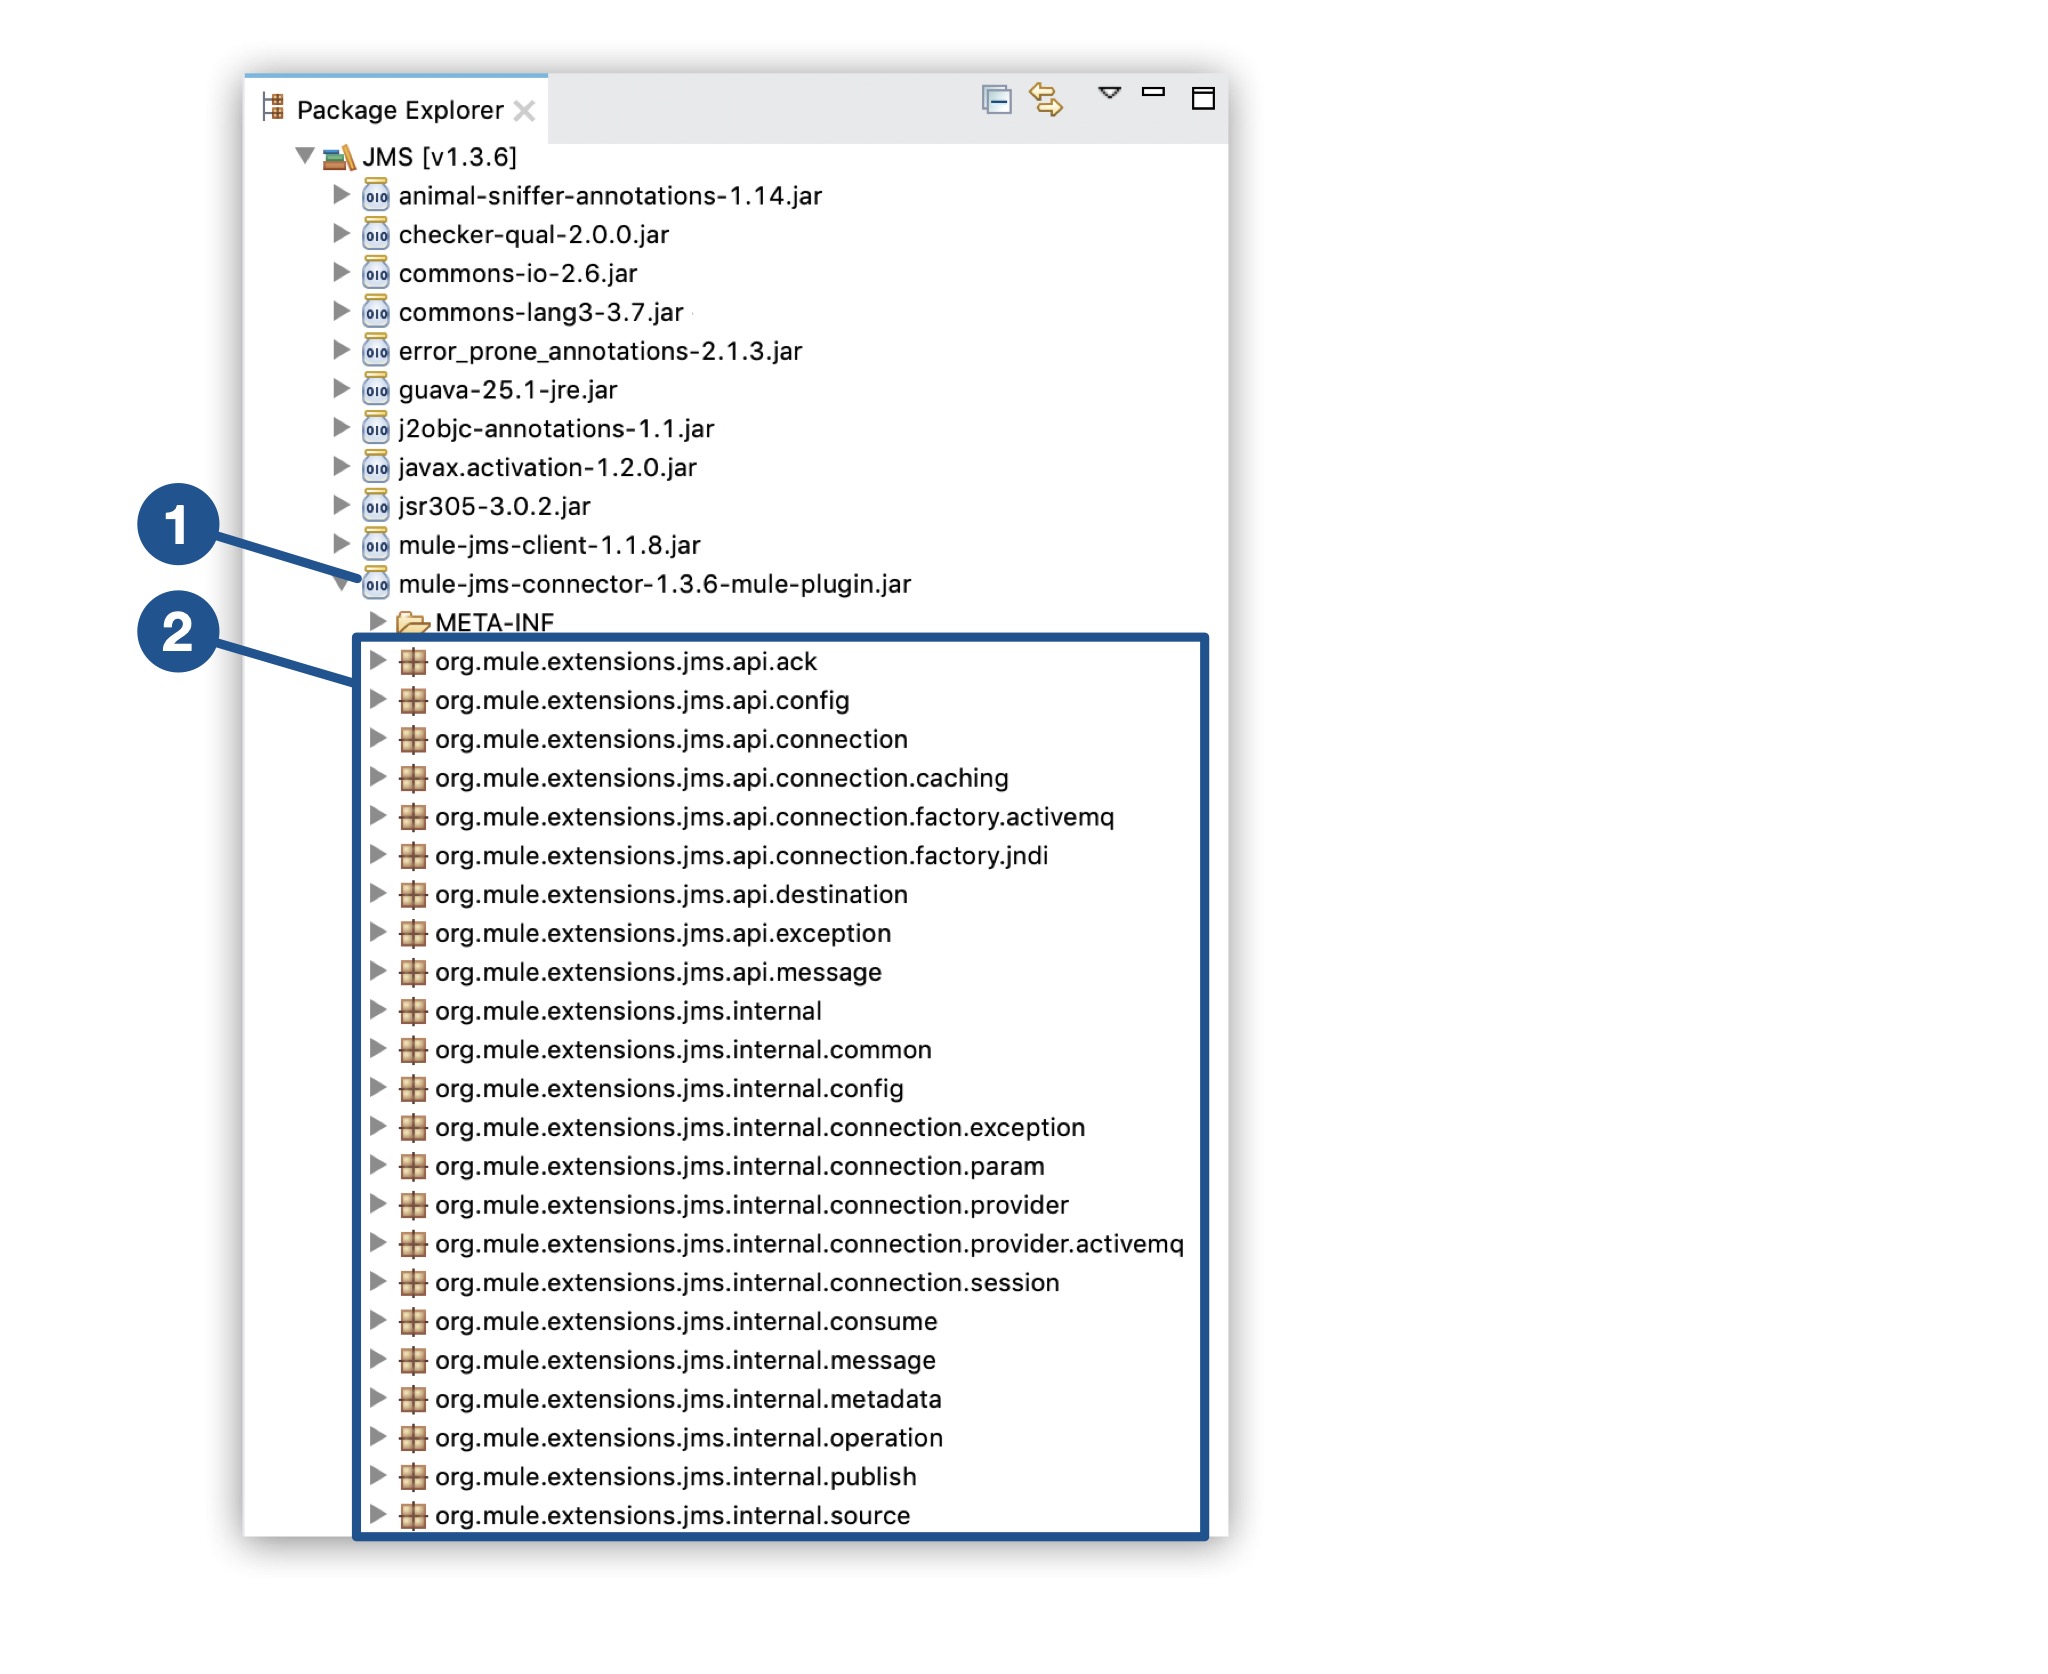 Package Explorer
JMS [v1.3.6]
animal-sniffer-annotations-1.14.jar
checker-qual-2.0.0.jar
commons-io-2.6.jar
commons-lang3-3.7.jar
error_prone_annotations-2.1.3.jar
guava-25.1-jre.jar
j2objc-annotations-1.1.jar
javax.activation-1.2.0.jar
jsr305-3.0.2.jar
1
mule-jms-client-1.1.8.jar
mule-jms-connector-1.3.6-mule-plugin.jar
2
META-INF
org.mule.extensions.jms.api.ack
org.mule.extensions.jms.api.config
org.mule.extensions.jms.api.connection
org.mule.extensions.jms.api.connection.caching
org.mule.extensions.jms.api.connection.factory.activemq
org.mule.extensions.jms.api.connection.factory.jndi
org.mule.extensions.jms.api.destination
org.mule.extensions.jms.api.exception
org.mule.extensions.jms.api.message
org.mule.extensions.jms.internal
org.mule.extensions.jms.internal.common
org.mule.extensions.jms.internal.config
org.mule.extensions.jms.internal.connection.exception
org.mule.extensions.jms.internal.connection.param
org.mule.extensions.jms.internal.connection.provider
org.mule.extensions.jms.internal.connection.provider.activemq
org.mule.extensions.jms.internal.connection.session
org.mule.extensions.jms.internal.consume
org.mule.extensions.jms.internal.message
org.mule.extensions.jms.internal.metadata
org.mule.extensions.jms.internal.operation
org.mule.extensions.jms.internal.publish
org.mule.extensions.jms.internal.source